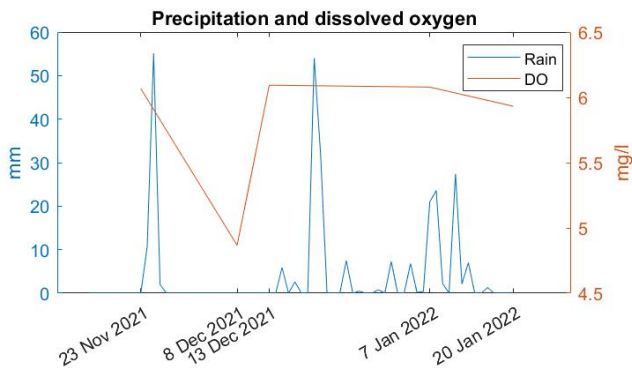 Precipitation and dissolved oxygen
60
50
40
30
20
10
0
mm
6.5
6
5.5
5
4.5
mg/l
Rain
DO
23 Nov 2021
8 Dec 2021
13 Dec 2021
7 Jan 2022
20 Jan 2022